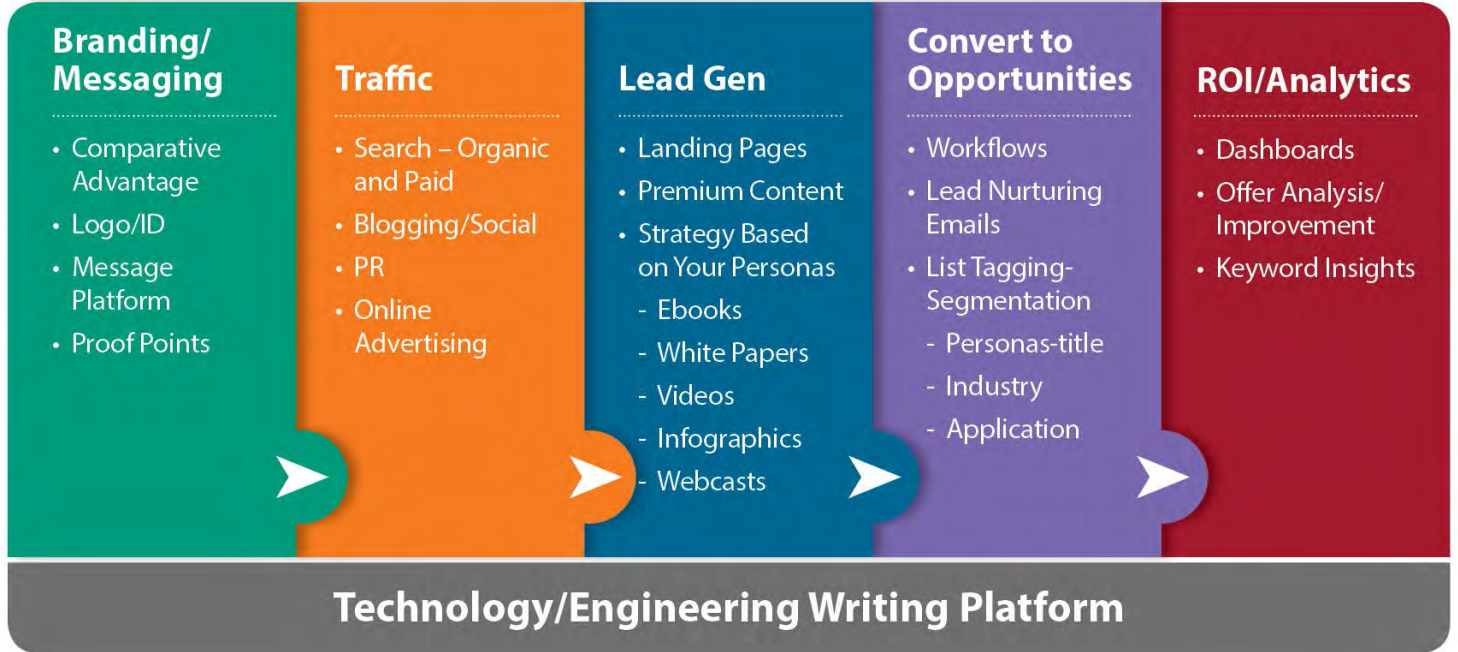 Branding/
Messaging
• Comparative
Advantage
• Logo/ID
• Message
Platform
• Proof Points
Traffic
• Search – Organic
and Paid
• Blogging/Social
• PR
• Online
Advertising
Lead Gen
• Landing Pages
• Premium Content
• Strategy Based
on Your Personas
- Ebooks
- White Papers
- Videos
- Infographics
- Webcasts
Convert to
Opportunities
• Workflows
• Lead Nurturing
Emails
• List Tagging-
Segmentation
- Personas-title
- Industry
- Application
ROI/Analytics
• Dashboards
• Offer Analysis/
Improvement
• Keyword Insights
Technology/Engineering Writing Platform